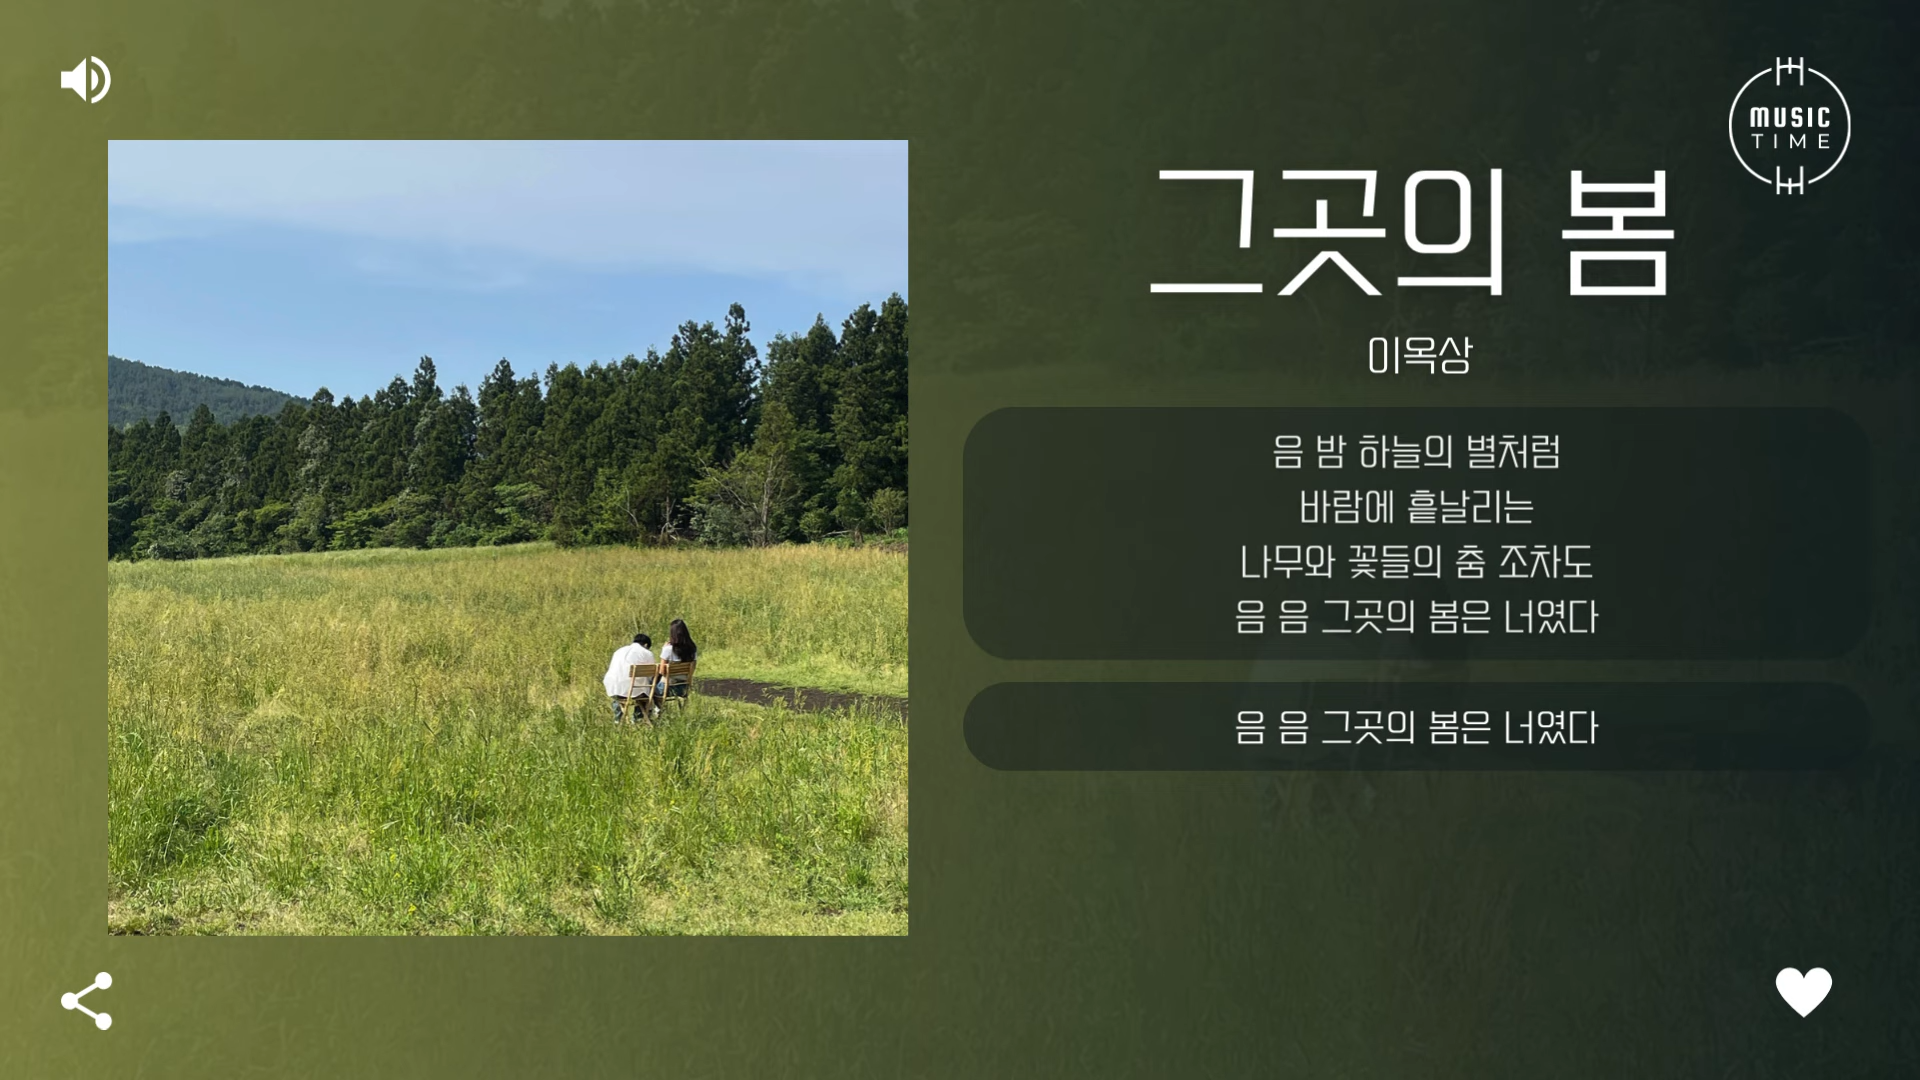 MUSIC
TIME
그곳의 봄
이옥상
음 밤 하늘의 별처럼
바람에 흩날리는
나무와 꽃들의 춤 조차도
음 음 그곳의 봄은 너였다
음 음 그곳의 봄은 너였다